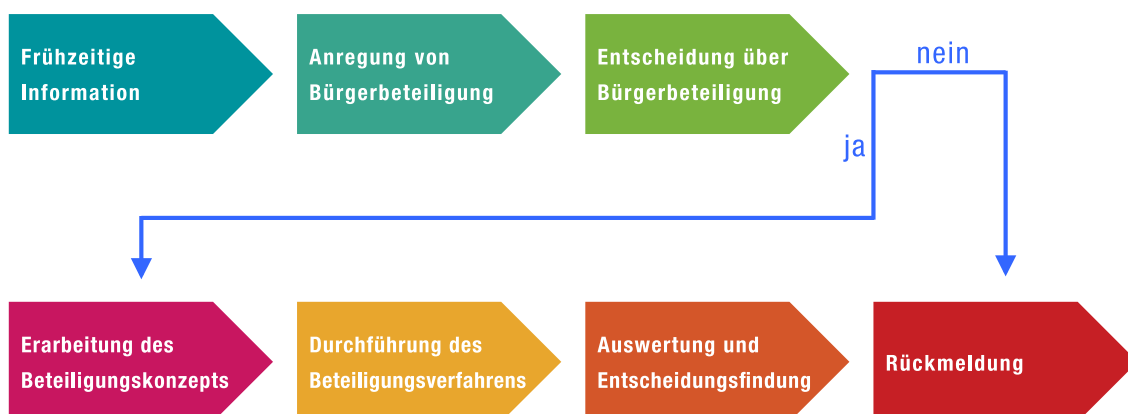 Frühzeitige
Information
Anregung von
Bürgerbeteiligung
Entscheidung über
Bürgerbeteiligung
nein
ja
Erarbeitung des
Beteiligungskonzepts
Durchführung des
Beteiligungsverfahrens
Auswertung und
Entscheidungsfindung
Rückmeldung